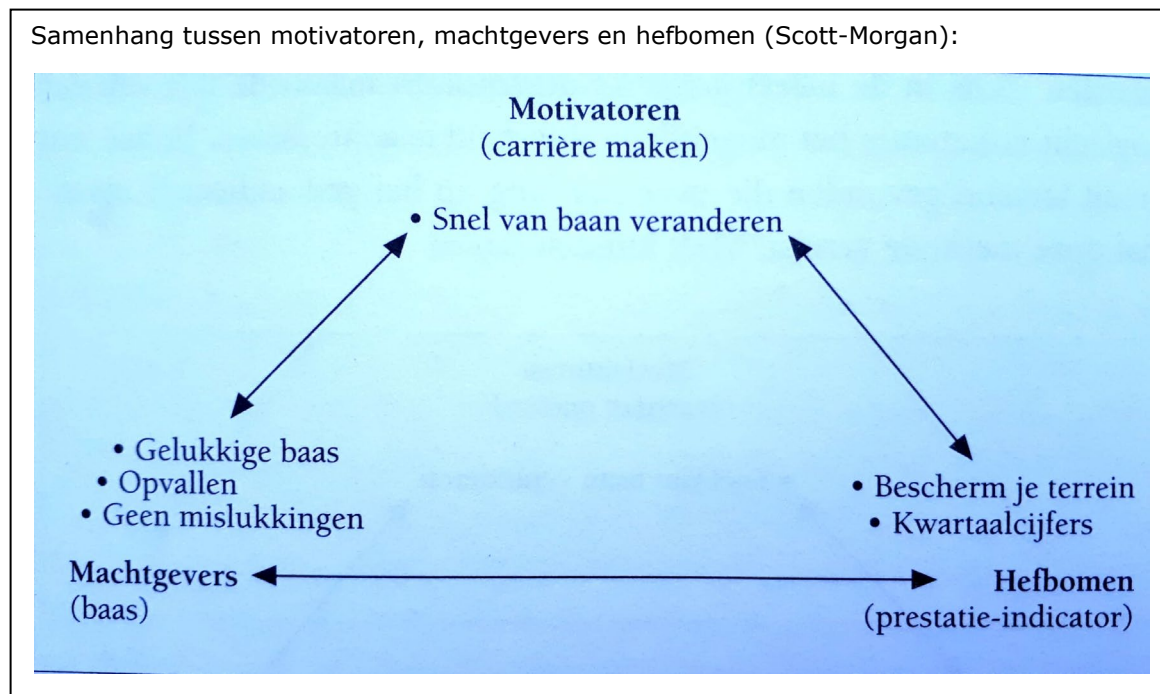 Samenhang tussen motivatoren, machtgevers en hefbomen (Scott-Morgan):
Motivatoren
(carrière maken)
• Snel van baan veranderen
• Gelukkige baas
• Opvallen
• Geen mislukkingen
Machtgevers
(baas)
• Bescherm je terrein
• Kwartaalcijfers
Hefbomen
(prestatie-indicator)